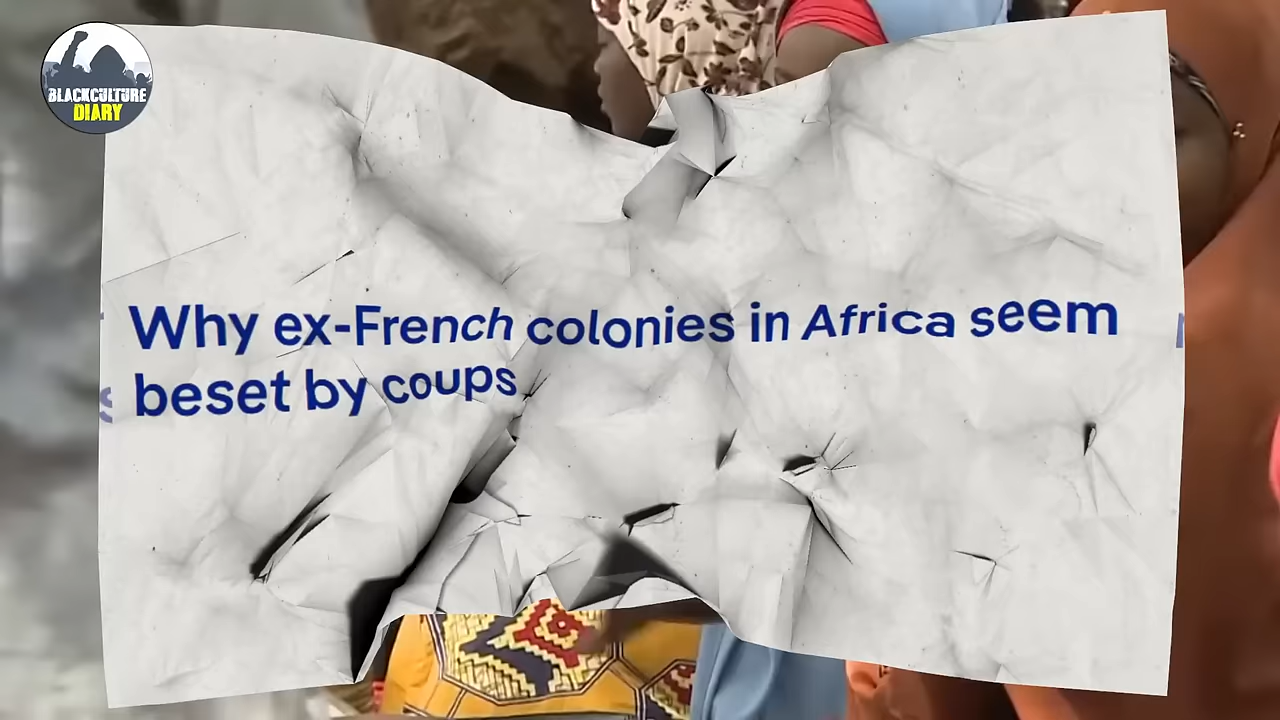 BLACKCULTURE
DIARY
Why ex-French colonies in Africa seem
beset by coups